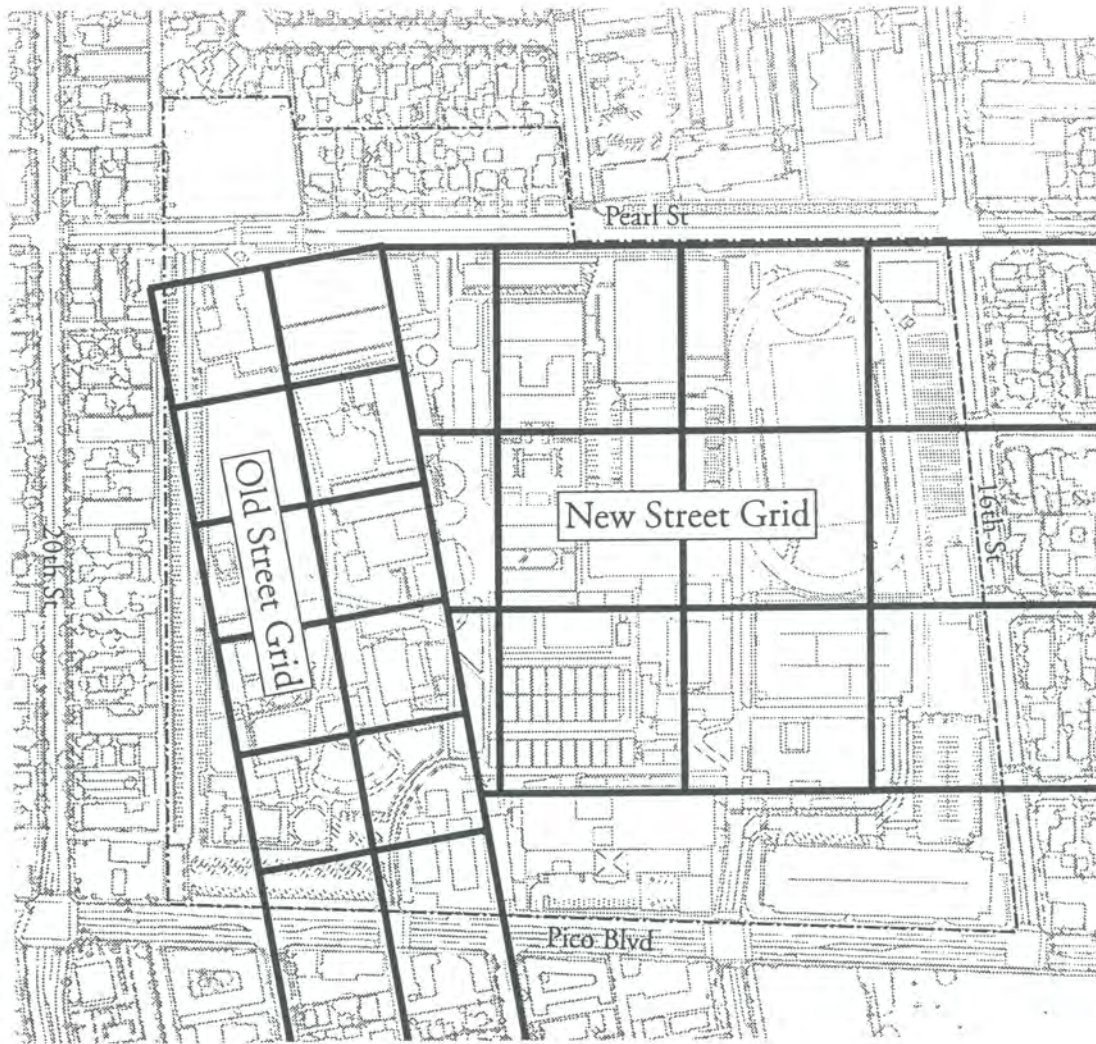 Pearl St
Old Street Grid
New Street Grid
20th St
16th St
Pico Blvd